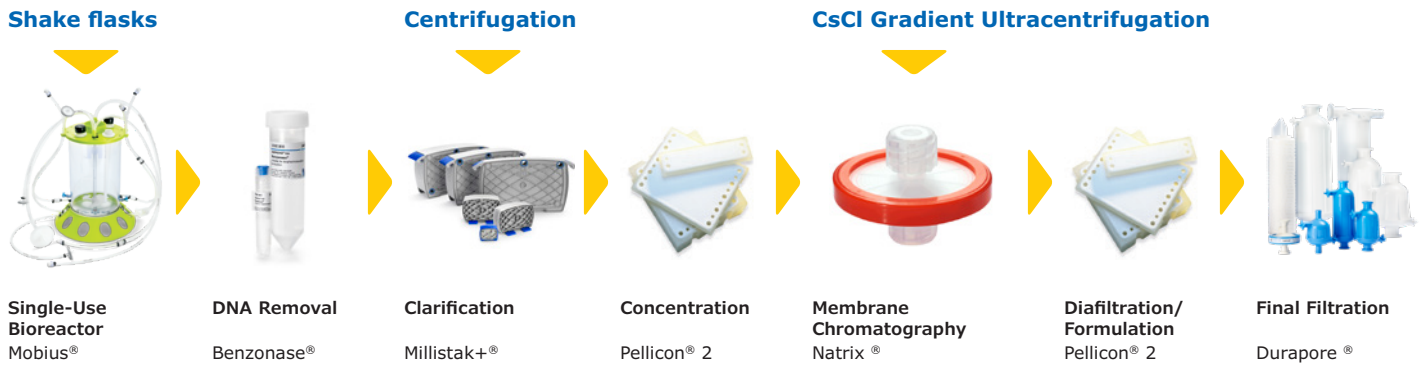 Shake flasks
Centrifugation
CsCl Gradient Ultracentrifugation
Single-Use
Bioreactor
Mobius®
DNA Removal
Benzonase®
Clarification
Millistak+®
Concentration
Pellicon® 2
Membrane
Chromatography
Natrix ®
Diafiltration/
Formulation
Pellicon® 2
Final Filtration
Durapore ®